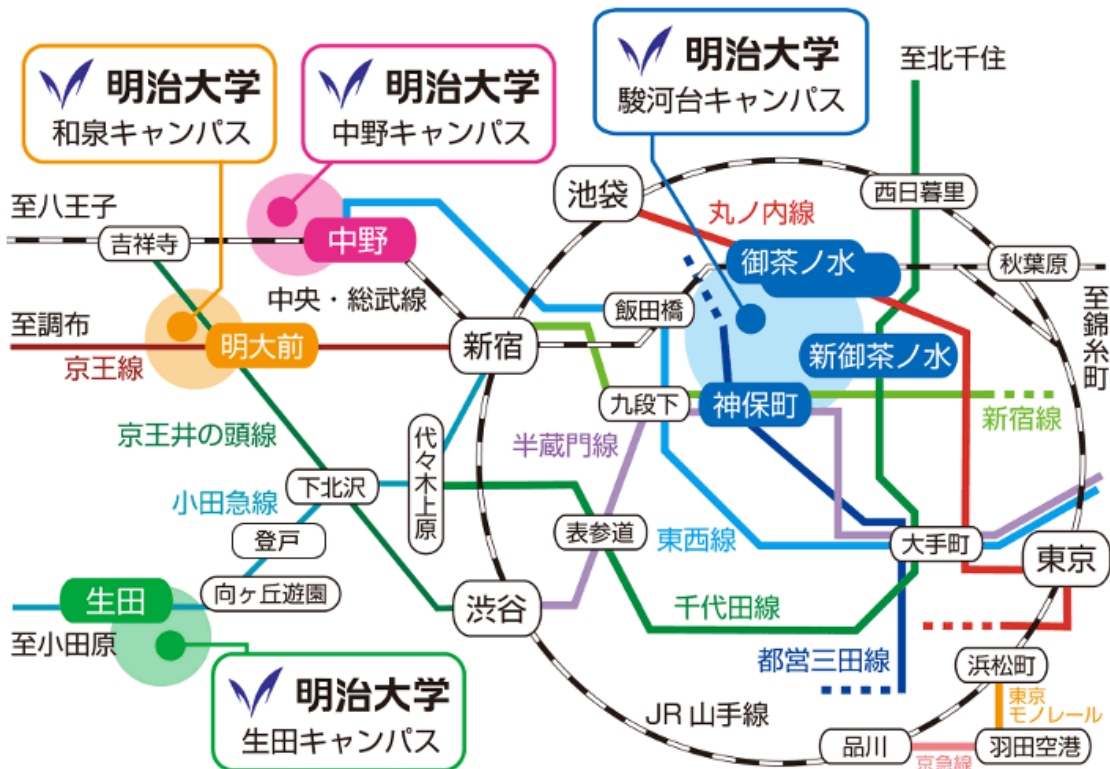 明治大学
和泉キャンパス
明治大学
中野キャンパス
明治大学
駿河台キャンパス
至北千住
至八王子
吉祥寺
中野
池袋
丸ノ内線
西日暮里
御茶ノ水
秋葉原
中央・総武線
飯田橋
至錦糸町
至調布
京王線
明大前
新宿
新御茶ノ水
九段下
神保町
新宿線
京王井の頭線
代々木上原
半蔵門線
小田急線
下北沢
登戸
表参道
東西線
大手町
東京
生田
向ヶ丘遊園
渋谷
千代田線
至小田原
都営三田線
浜松町
明治大学
生田キャンパス
JR山手線
東京
モノレール
品川
京急線
羽田空港